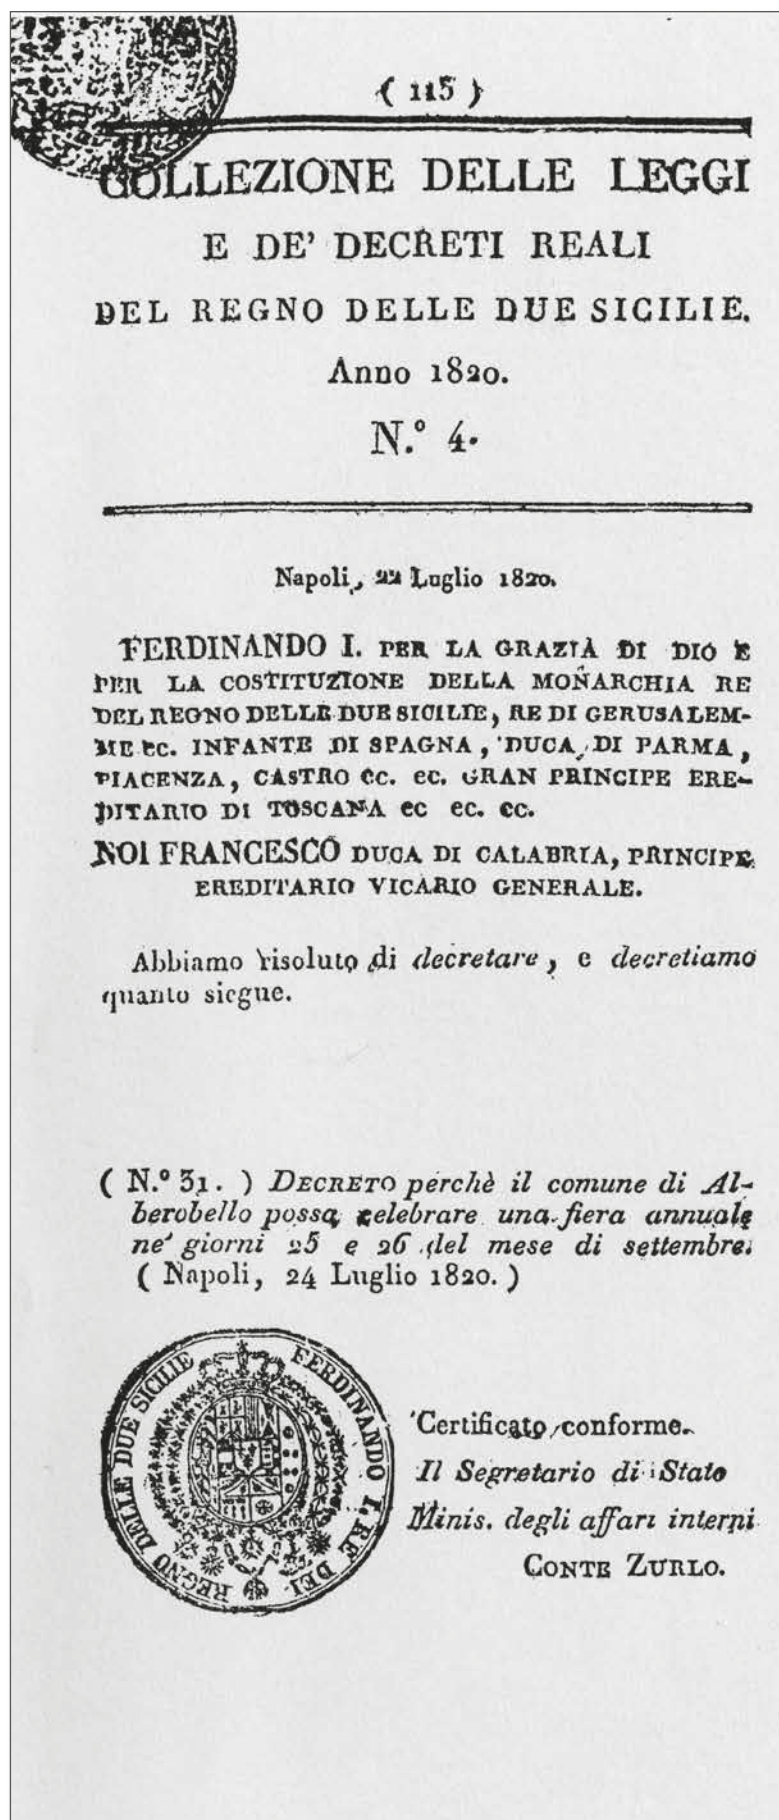 ( 115 )
COLLEZIONE DELLE LEGGI
E DE' DECRETI REALI
DEL REGNO DELLE DUE SICILIE.
Anno 1820.
N.º 4.
Napoli, 22 Luglio 1820.
FERDINANDO I. PER LA GRAZIA DI DIO E
PER LA COSTITUZIONE DELLA MONARCHIA RE
DEL REGNO DELLE DUE SICILIE, RE DI GERUSALEM-
ME ec. INFANTE DI SPAGNA, DUCA DI PARMA,
PIACENZA, CASTRO ec. ec. GRAN PRINCIPE ERE-
DITARIO DI TOSCANA ec ec. ec.
NOI FRANCESCO DUCA DI CALABRIA, PRINCIPE
EREDITARIO VICARIO GENERALE.
Abbiamo risoluto di decretare, e decretiamo
quanto siegue.
( N.º 31. ) DECRETO perchè il comune di Al-
berobello possa celebrare una fiera annuale
ne' giorni 25 e 26 del mese di settembre.
( Napoli, 24 Luglio 1820. )
FERDINANDO I. RE DEL REGNO DELLE DUE SICILIE
Certificato conforme.
Il Segretario di Stato
Minis. degli affari interni
CONTE ZURLO.